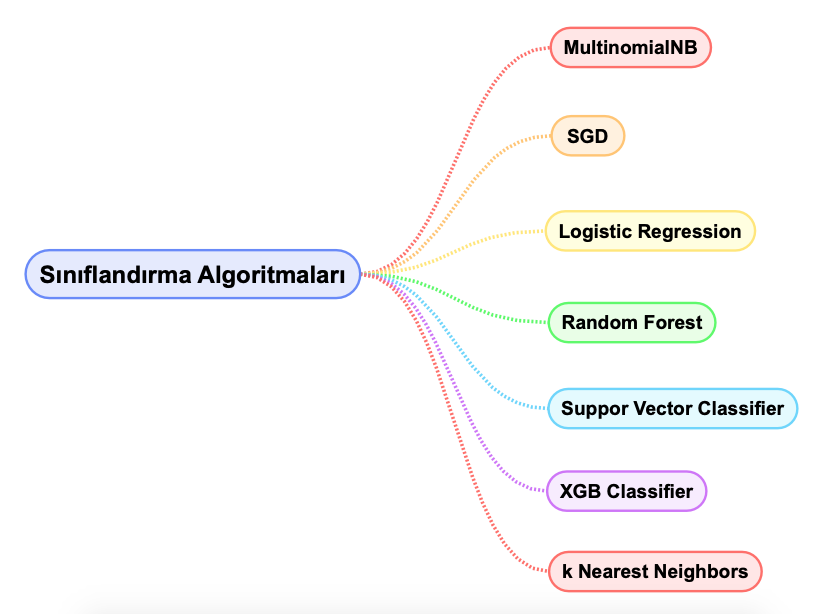 MultinomialNB
SGD
Logistic Regression
Sınıflandırma Algoritmaları
Random Forest
Suppor Vector Classifier
XGB Classifier
k Nearest Neighbors